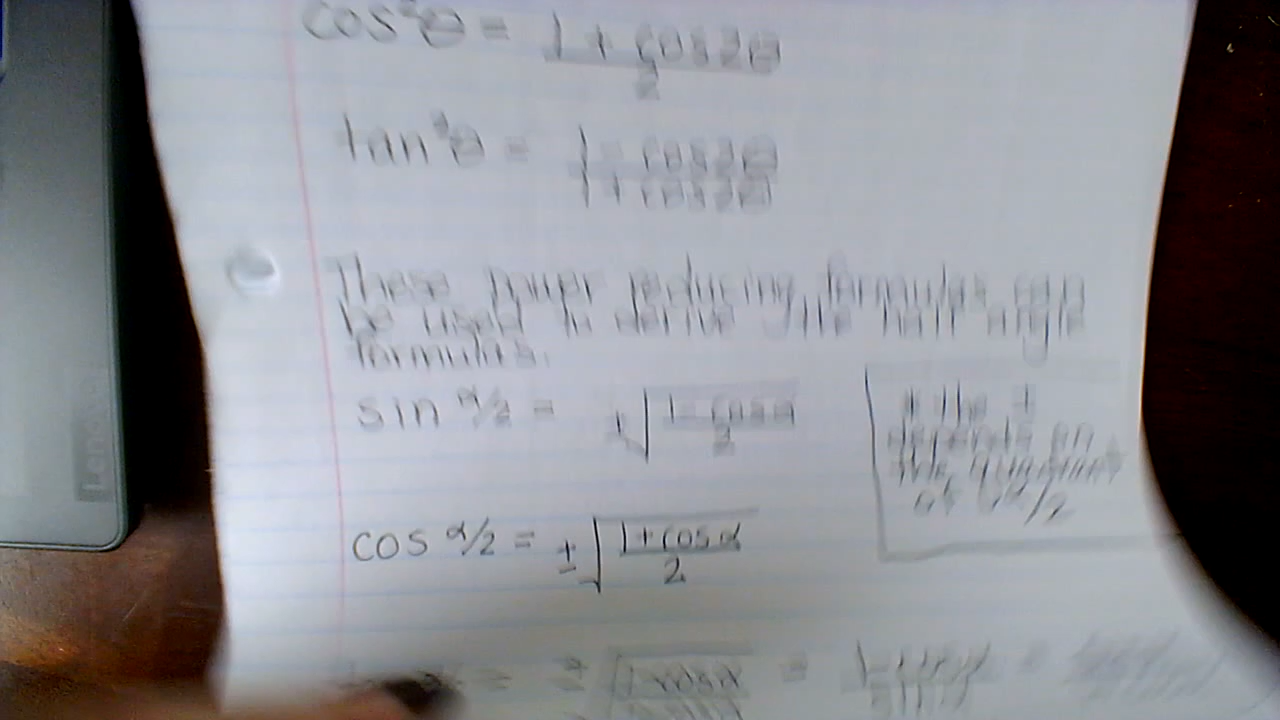 cos²θ = 1 + cos2θ / 2
tan²θ = 1 - cos2θ / 1 + cos2θ
These power reducing formulas can
be used to derive the half angle
formulas.
sin α/2 = ±√ 1 - cos α / 2
* the ±
depends on
the quadrant
of α/2
cos α/2 = ±√ 1 + cos α / 2
Lenovo